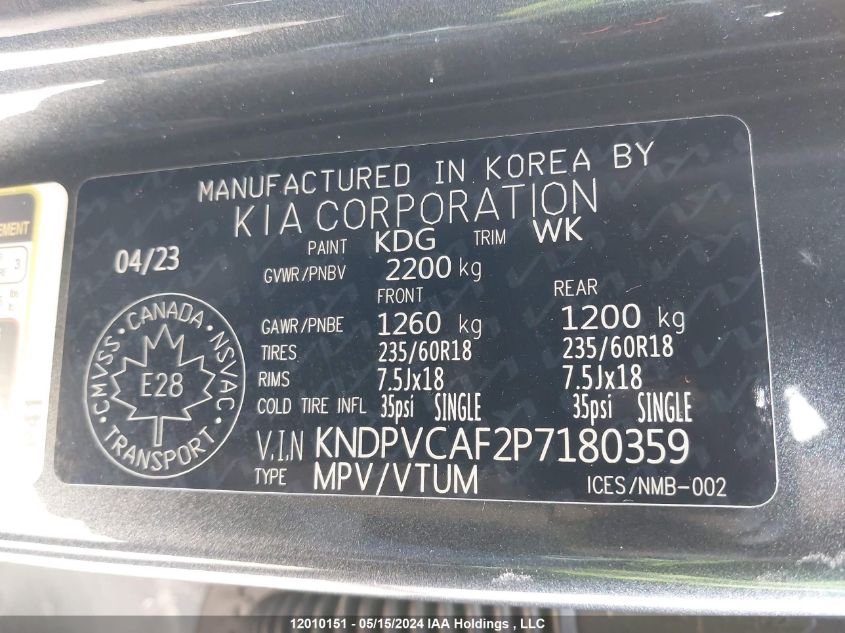 MANUFACTURED IN KOREA BY
KIA CORPORATION
04/23 PAINT KDG TRIM WK
GVWR/PNBV 2200 kg
FRONT REAR
GAWR/PNBE 1260 kg 1200 kg
TIRES 235/60R18 235/60R18
RIMS 7.5Jx18 7.5Jx18
COLD TIRE INFL 35psi SINGLE 35psi SINGLE
V.I.N KNDPVCAF2P7180359
TYPE MPV/VTUM ICES/NMB-002
CMVSS • CANADA • NSVAC
E28
TRANSPORT
EMENT
3
12010151 - 05/15/2024 IAA Holdings , LLC